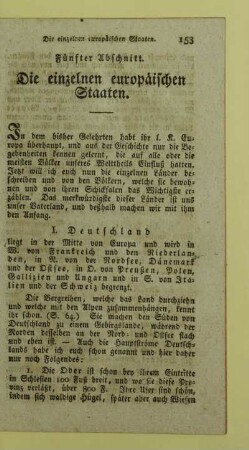 Die einzelnen europäischen Staaten. 153
Fünfter Abschnitt.
Die einzelnen europäischen
Staaten.
In dem bißher Gelehrten habt ihr l. K. Eu-
ropa überhaupt, und aus der Geschichte nur die Be-
gebenheiten kennen gelernt, die auf alle oder die
meisten Völker unseres Welttheils Einfluß hatten.
Jetzt will ich euch nun die einzelnen Länder be-
schreiben und von den Völkern, welche sie bewoh-
nen und von ihren Schicksalen das Wichtigste er-
zählen. Das merkwürdigste dieser Länder ist un-
ser Vaterland, und deßhalb machen wir mit ihm
den Anfang.
I. Deutschland
liegt in der Mitte von Europa und wird in
W. von Frankreich und den Niederlan-
den, in N. von der Nordsee, Dänemark
und der Ostsee, in O. von Preußen, Polen,
Gallizien und Ungarn und in S. von Ita-
lien und der Schweiz begrenzt.
Die Bergreihen, welche das Land durchziehn
und welche mit den Alpen zusammenhängen, kennt
ihr schon. (S. 64.) Sie machen den Süden von
Deutschland zu einem Gebirgslande, während der
Norden desselben an der Nord- und Ostsee flach
und eben ist. — Auch die Hauptströme Deutsch-
lands habe ich euch schon genannt und hier daher
nur noch Folgendes:
1. Die Oder ist schon bey ihrem Eintritte
in Schlesien 100 Fuß breit, und wo sie diese Pro-
vinz verläßt, über 800 F. Ihre Ufer sind schön,
indem sich waldige Hügel, später aber auch Wiesen